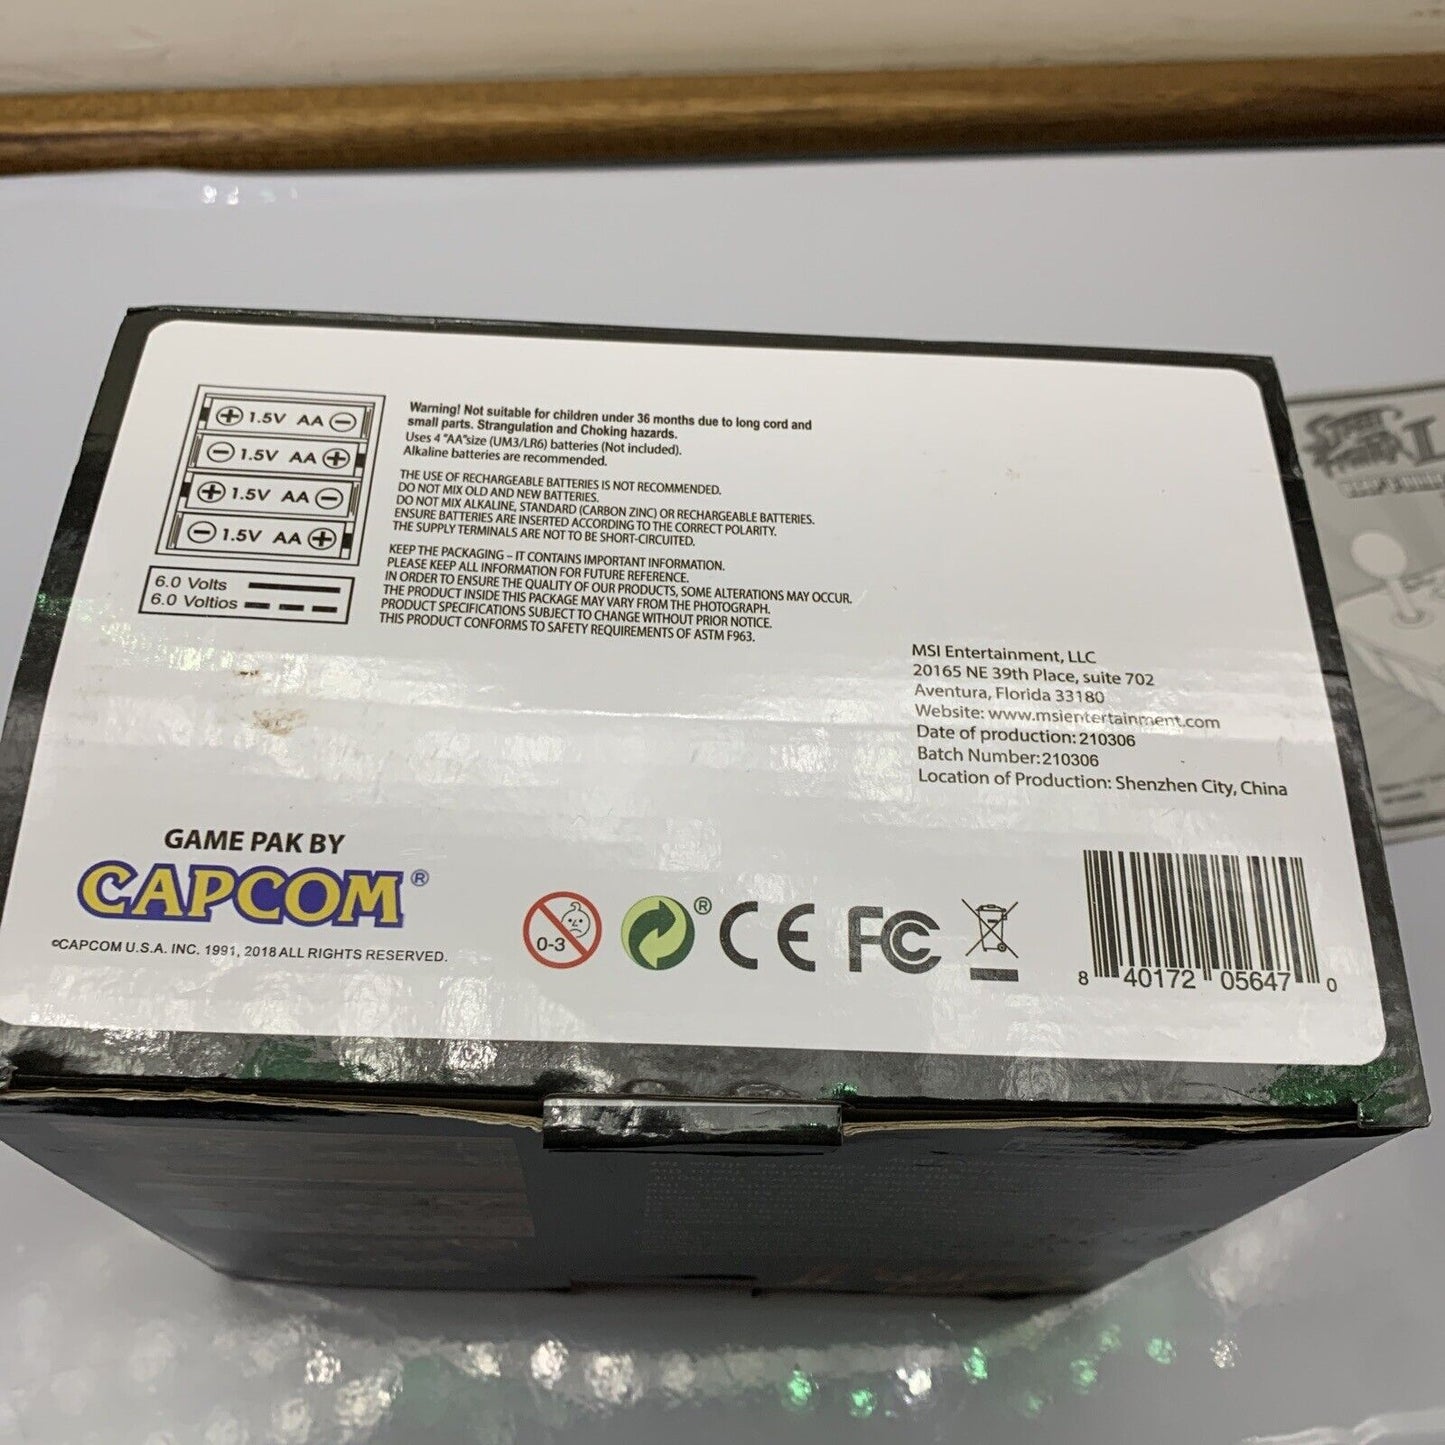 ⊕ 1.5V AA ⊖
⊖ 1.5V AA ⊕
⊕ 1.5V AA ⊖
⊖ 1.5V AA ⊕
6.0 Volts
6.0 Voltios
Warning! Not suitable for children under 36 months due to long cord and
small parts. Strangulation and Choking hazards.
Uses 4 "AA"size (UM3/LR6) batteries (Not included).
Alkaline batteries are recommended.
THE USE OF RECHARGEABLE BATTERIES IS NOT RECOMMENDED.
DO NOT MIX OLD AND NEW BATTERIES.
DO NOT MIX ALKALINE, STANDARD (CARBON ZINC) OR RECHARGEABLE BATTERIES.
ENSURE BATTERIES ARE INSERTED ACCORDING TO THE CORRECT POLARITY.
THE SUPPLY TERMINALS ARE NOT TO BE SHORT-CIRCUITED.
KEEP THE PACKAGING – IT CONTAINS IMPORTANT INFORMATION.
PLEASE KEEP ALL INFORMATION FOR FUTURE REFERENCE.
IN ORDER TO ENSURE THE QUALITY OF OUR PRODUCTS, SOME ALTERATIONS MAY OCCUR.
THE PRODUCT INSIDE THIS PACKAGE MAY VARY FROM THE PHOTOGRAPH.
PRODUCT SPECIFICATIONS SUBJECT TO CHANGE WITHOUT PRIOR NOTICE.
THIS PRODUCT CONFORMS TO SAFETY REQUIREMENTS OF ASTM F963.
MSI Entertainment, LLC
20165 NE 39th Place, suite 702
Aventura, Florida 33180
Website: www.msientertainment.com
Date of production: 210306
Batch Number: 210306
Location of Production: Shenzhen City, China
GAME PAK BY
CAPCOM®
©CAPCOM U.S.A. INC. 1991, 2018 ALL RIGHTS RESERVED.
0-3
®
CE
FC
8 40172 05647 0
STREET
FIGHTER